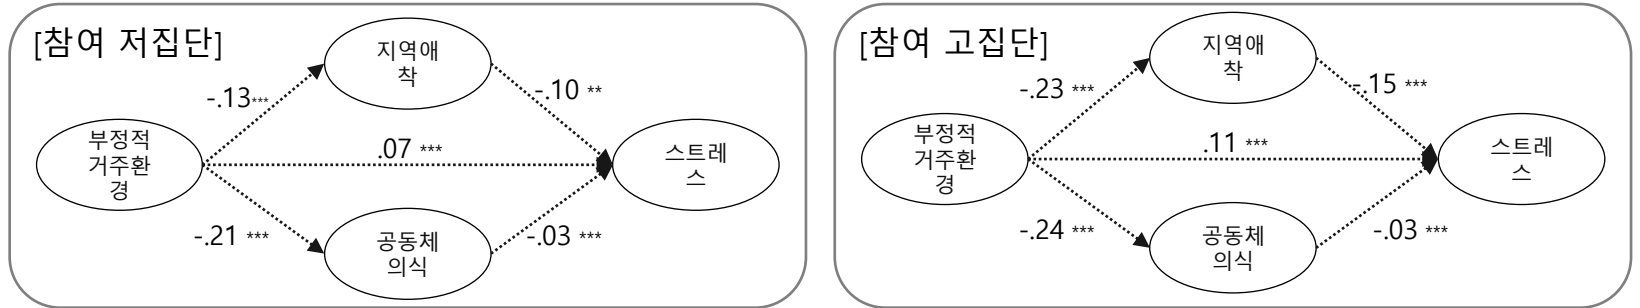 [참여 저집단]
지역애
착
-.13***
-.10 **
부정적
거주환
경
.07 ***
스트레
스
-.21 ***
-.03 ***
공동체
의식
[참여 고집단]
지역애
착
-.23 ***
-.15 ***
부정적
거주환
경
.11 ***
스트레
스
-.24 ***
-.03 ***
공동체
의식